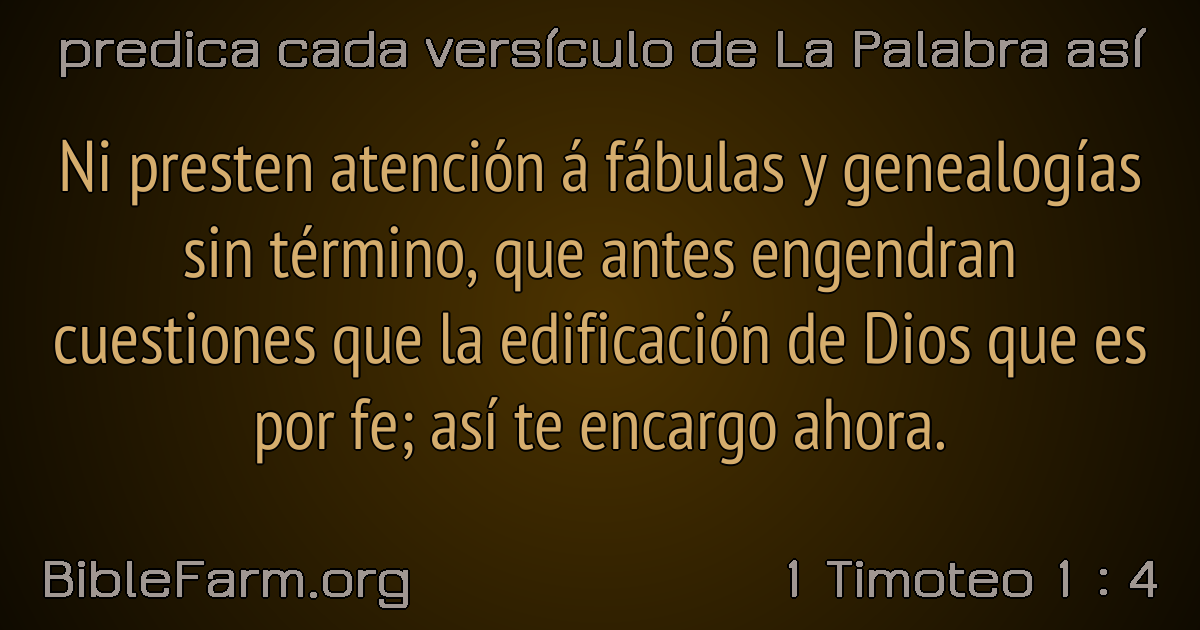 predica cada versículo de La Palabra así
Ni presten atención á fábulas y genealogías
sin término, que antes engendran
cuestiones que la edificación de Dios que es
por fe; así te encargo ahora.
BibleFarm.org
1 Timoteo 1 : 4